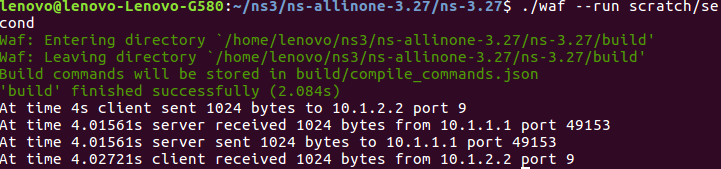 lenovo@lenovo-Lenovo-G580:~/ns3/ns-allinone-3.27/ns-3.27$ ./waf --run scratch/se
cond
Waf: Entering directory `/home/lenovo/ns3/ns-allinone-3.27/ns-3.27/build'
Waf: Leaving directory `/home/lenovo/ns3/ns-allinone-3.27/ns-3.27/build'
Build commands will be stored in build/compile_commands.json
'build' finished successfully (2.084s)
At time 4s client sent 1024 bytes to 10.1.2.2 port 9
At time 4.01561s server received 1024 bytes from 10.1.1.1 port 49153
At time 4.01561s server sent 1024 bytes to 10.1.1.1 port 49153
At time 4.02721s client received 1024 bytes from 10.1.2.2 port 9